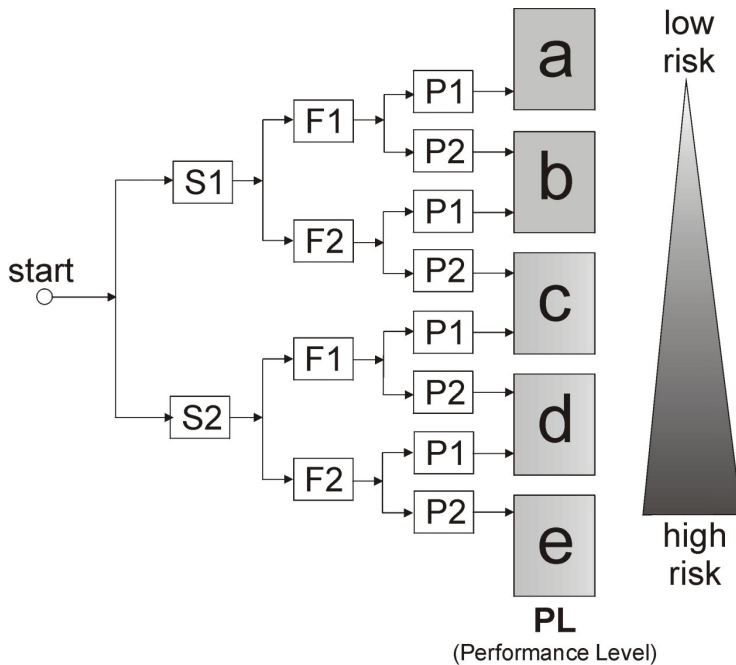 low
risk
a
P1
F1
P2
b
S1
P1
F2
P2
start
c
P1
F1
P2
S2
d
P1
F2
P2
e
high
risk
PL
(Performance Level)